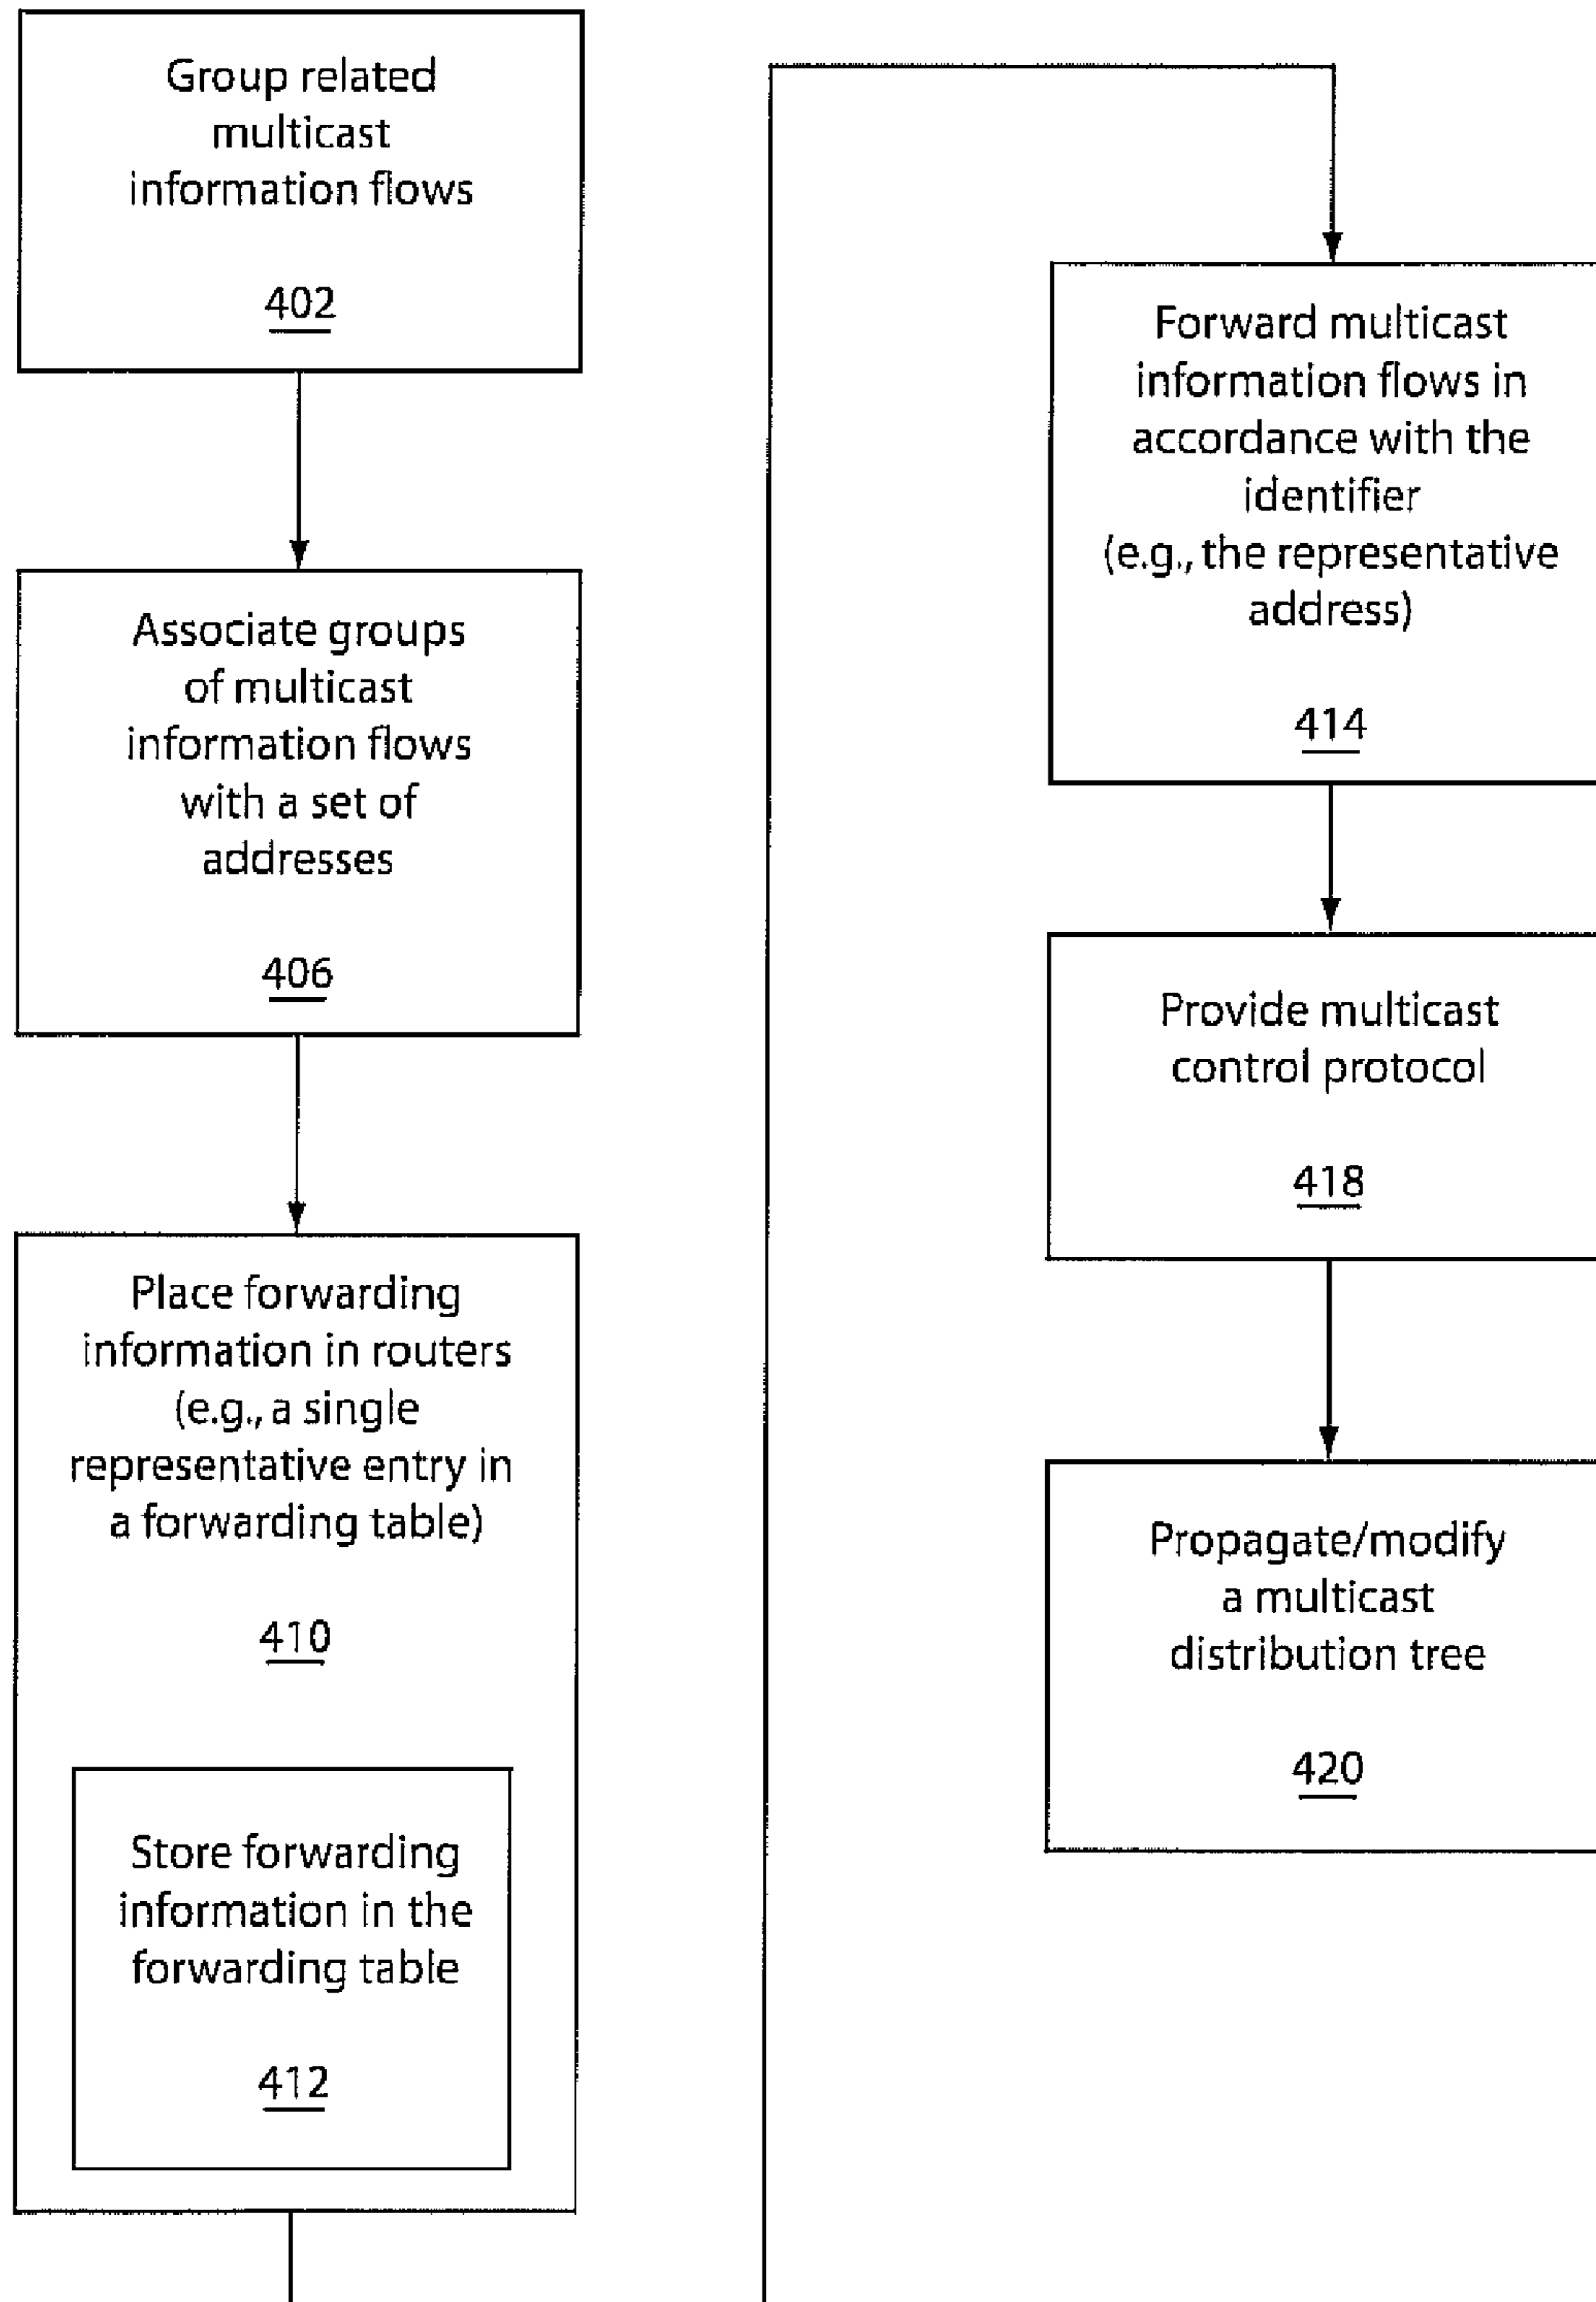 Group related
multicast
information flows
402
Associate groups
of multicast
information flows
with a set of
addresses
406
Place forwarding
information in routers
(e.g., a single
representative entry in
a forwarding table)
410
Store forwarding
information in the
forwarding table
412
Forward multicast
information flows in
accordance with the
identifier
(e.g., the representative
address)
414
Provide multicast
control protocol
418
Propagate/modify
a multicast
distribution tree
420